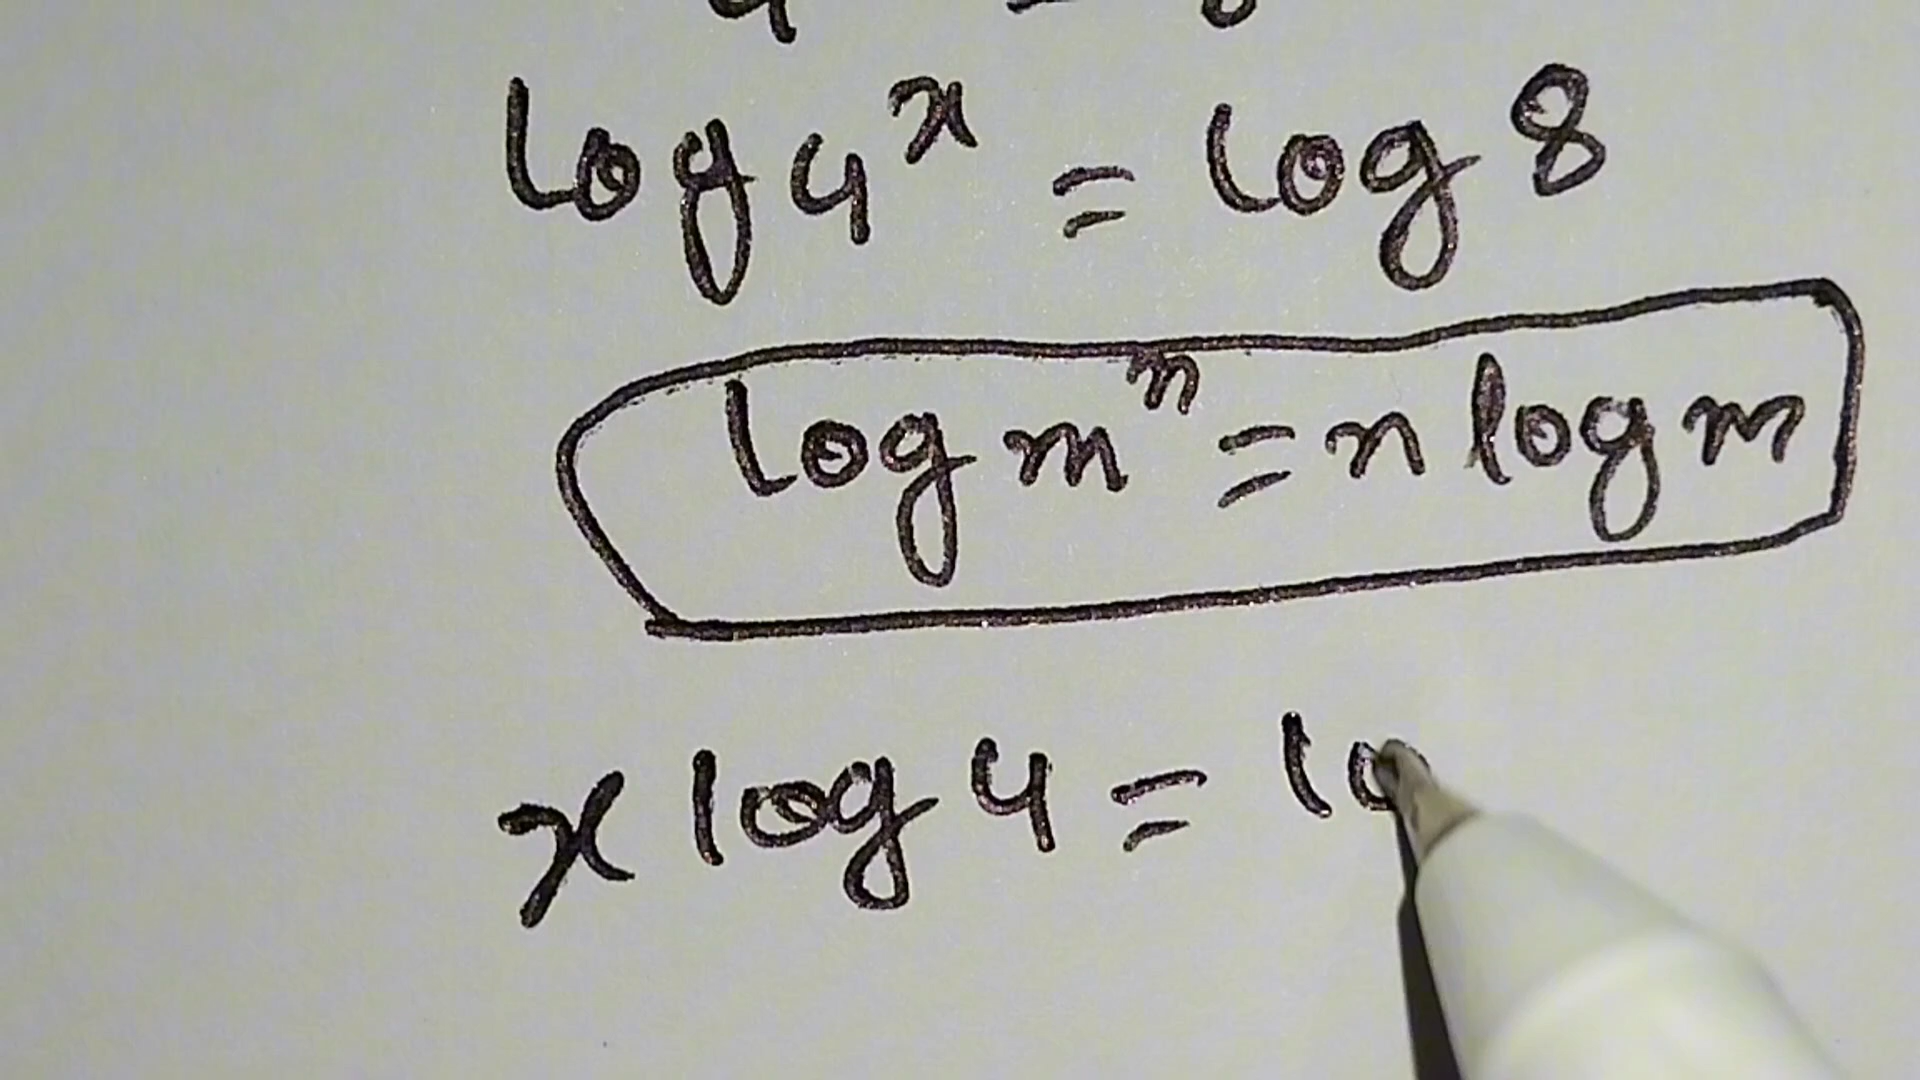 log 4^x = log 8
log m^n = n log m
x log 4 = lo